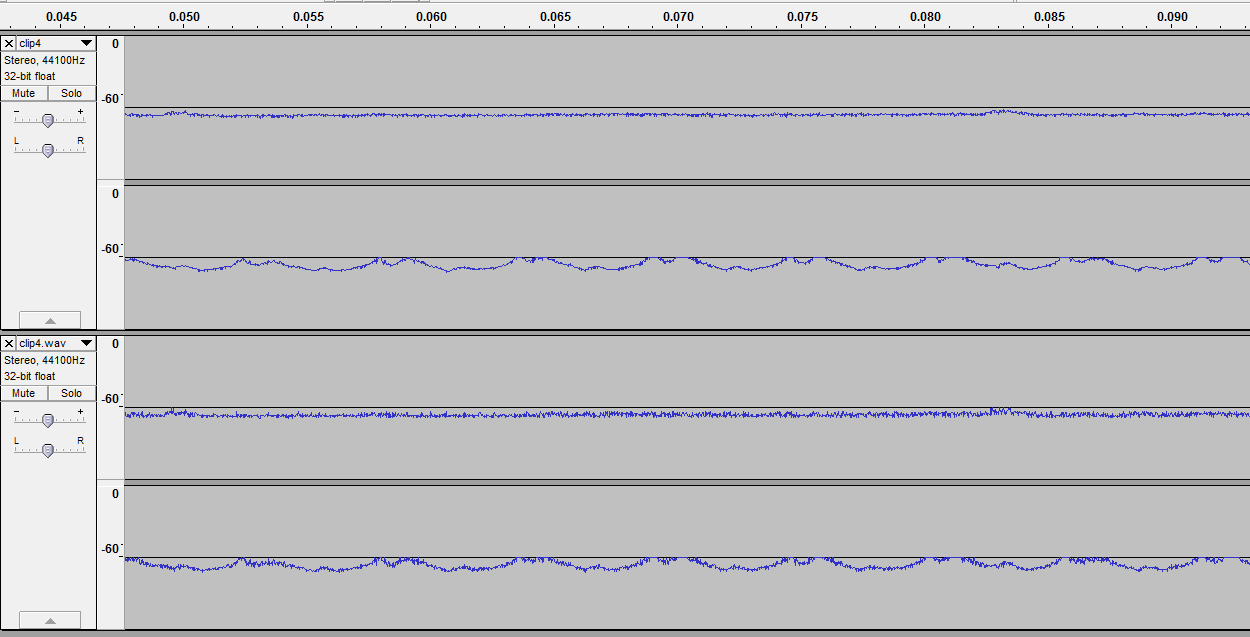 0.045 0.050 0.055 0.060 0.065 0.070 0.075 0.080 0.085 0.090
clip4
0
Stereo, 44100Hz
32-bit float
Mute Solo
-60
- +
L R
0
-60
clip4.wav
0
Stereo, 44100Hz
32-bit float
Mute Solo
-60
- +
L R
0
-60